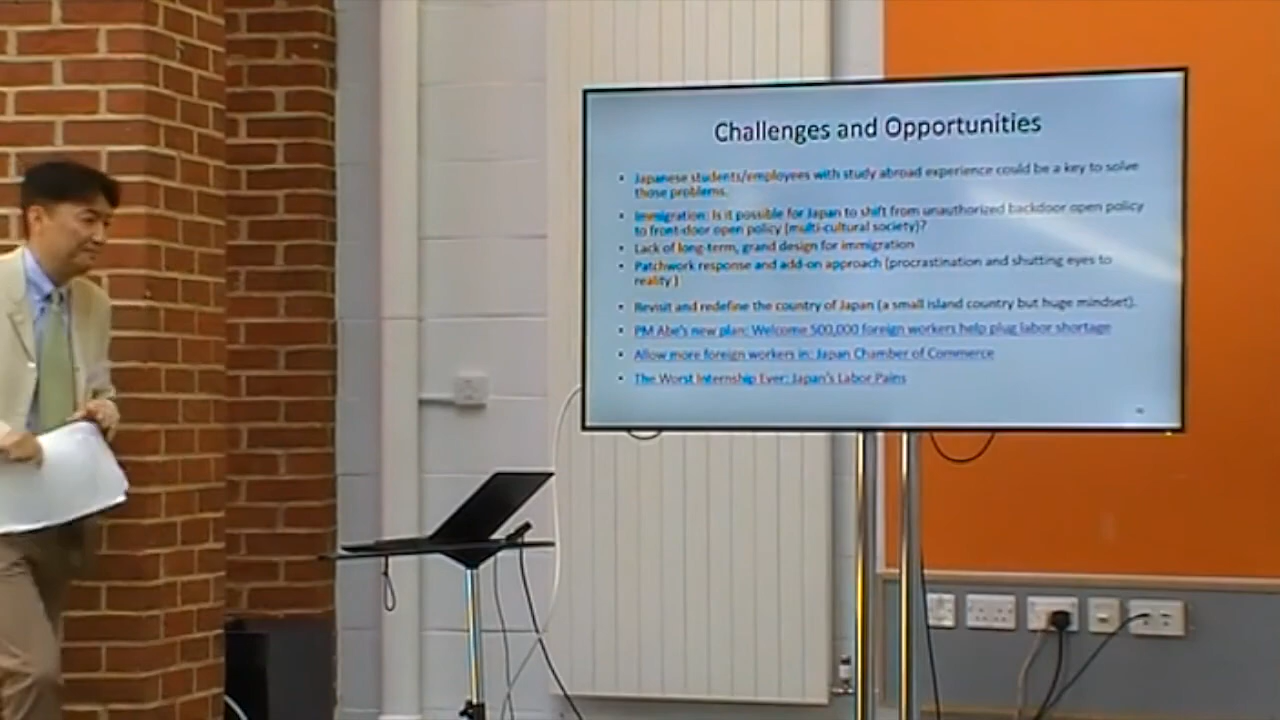 Challenges and Opportunities
• Japanese students/employees with study abroad experience could be a key to solve
those problems.
• Immigration: Is it possible for Japan to shift from unauthorized backdoor open policy
to front-door open policy (multi-cultural society)?
• Lack of long-term, grand design for immigration
• Patchwork response and add-on approach (procrastination and shutting eyes to
reality )
• Revisit and redefine the country of Japan (a small island country but huge mindset).
• PM Abe's new plan: Welcome 500,000 foreign workers help plug labor shortage
• Allow more foreign workers in: Japan Chamber of Commerce
• The Worst Internship Ever: Japan's Labor Pains